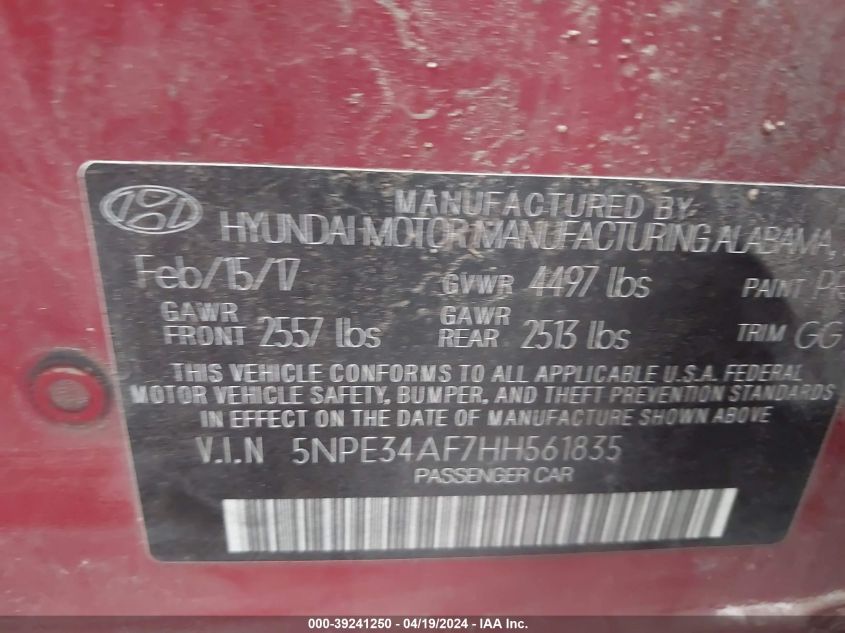 MANUFACTURED BY
HYUNDAI MOTOR MANUFACTURING ALABAMA,
Feb/15/17 GVWR 4497 lbs PAINT
GAWR FRONT 2557 lbs GAWR REAR 2513 lbs TRIM GG
THIS VEHICLE CONFORMS TO ALL APPLICABLE U.S.A. FEDERAL
MOTOR VEHICLE SAFETY, BUMPER, AND THEFT PREVENTION STANDARDS
IN EFFECT ON THE DATE OF MANUFACTURE SHOWN ABOVE
V.I.N 5NPE34AF7HH561835
PASSENGER CAR
000-39241250 - 04/19/2024 - IAA Inc.